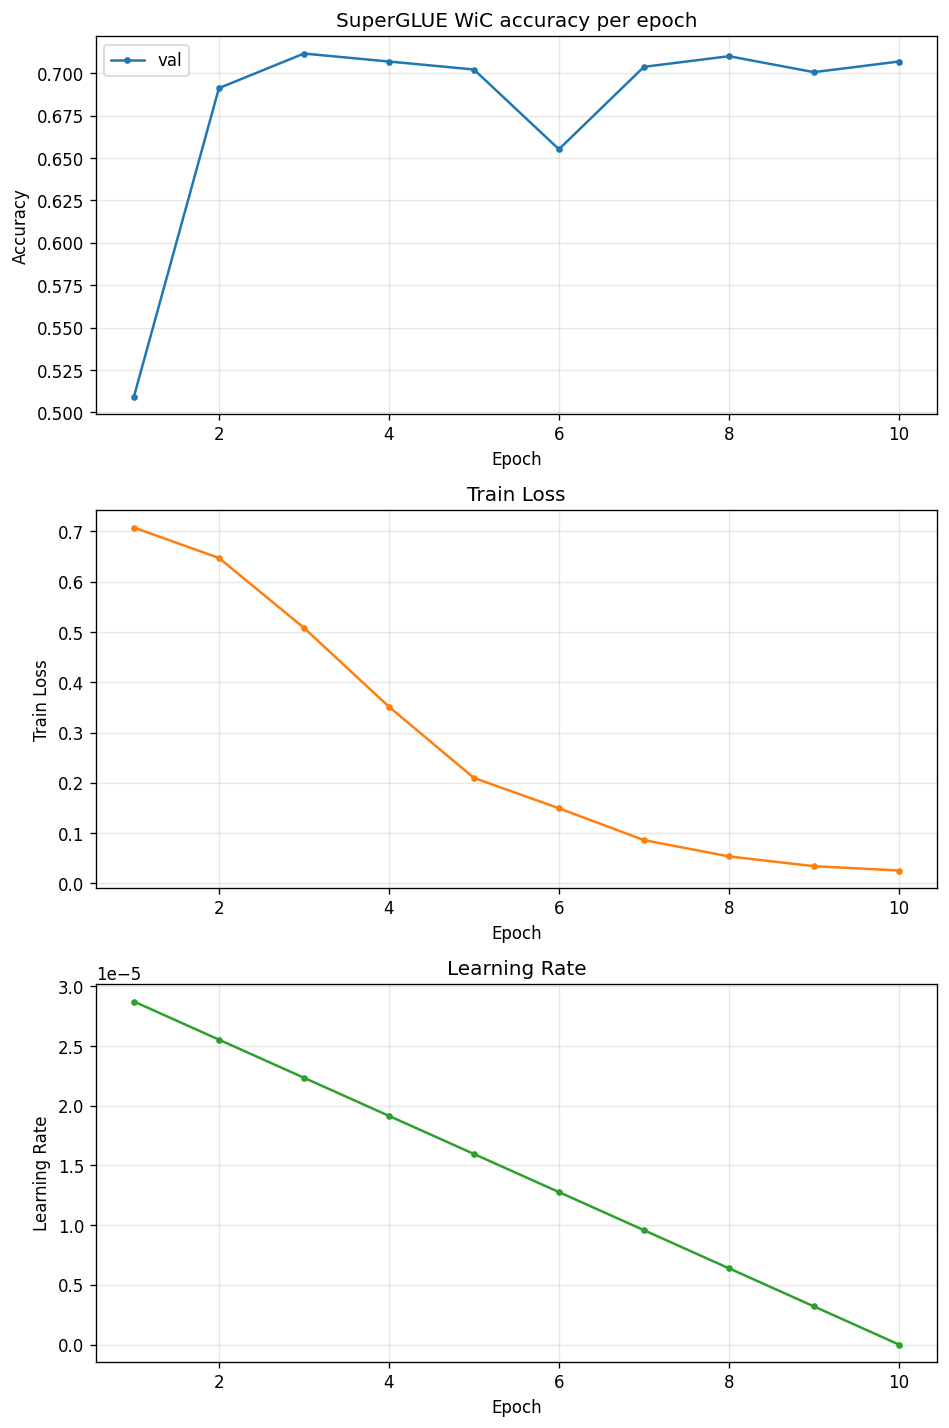 SuperGLUE WiC accuracy per epoch
val
0.700
0.675
0.650
0.625
0.600
0.575
0.550
0.525
0.500
Accuracy
2 4 6 8 10
Epoch
Train Loss
0.7
0.6
0.5
0.4
0.3
0.2
0.1
0.0
Train Loss
2 4 6 8 10
Epoch
Learning Rate
1e−5
3.0
2.5
2.0
1.5
1.0
0.5
0.0
Learning Rate
2 4 6 8 10
Epoch